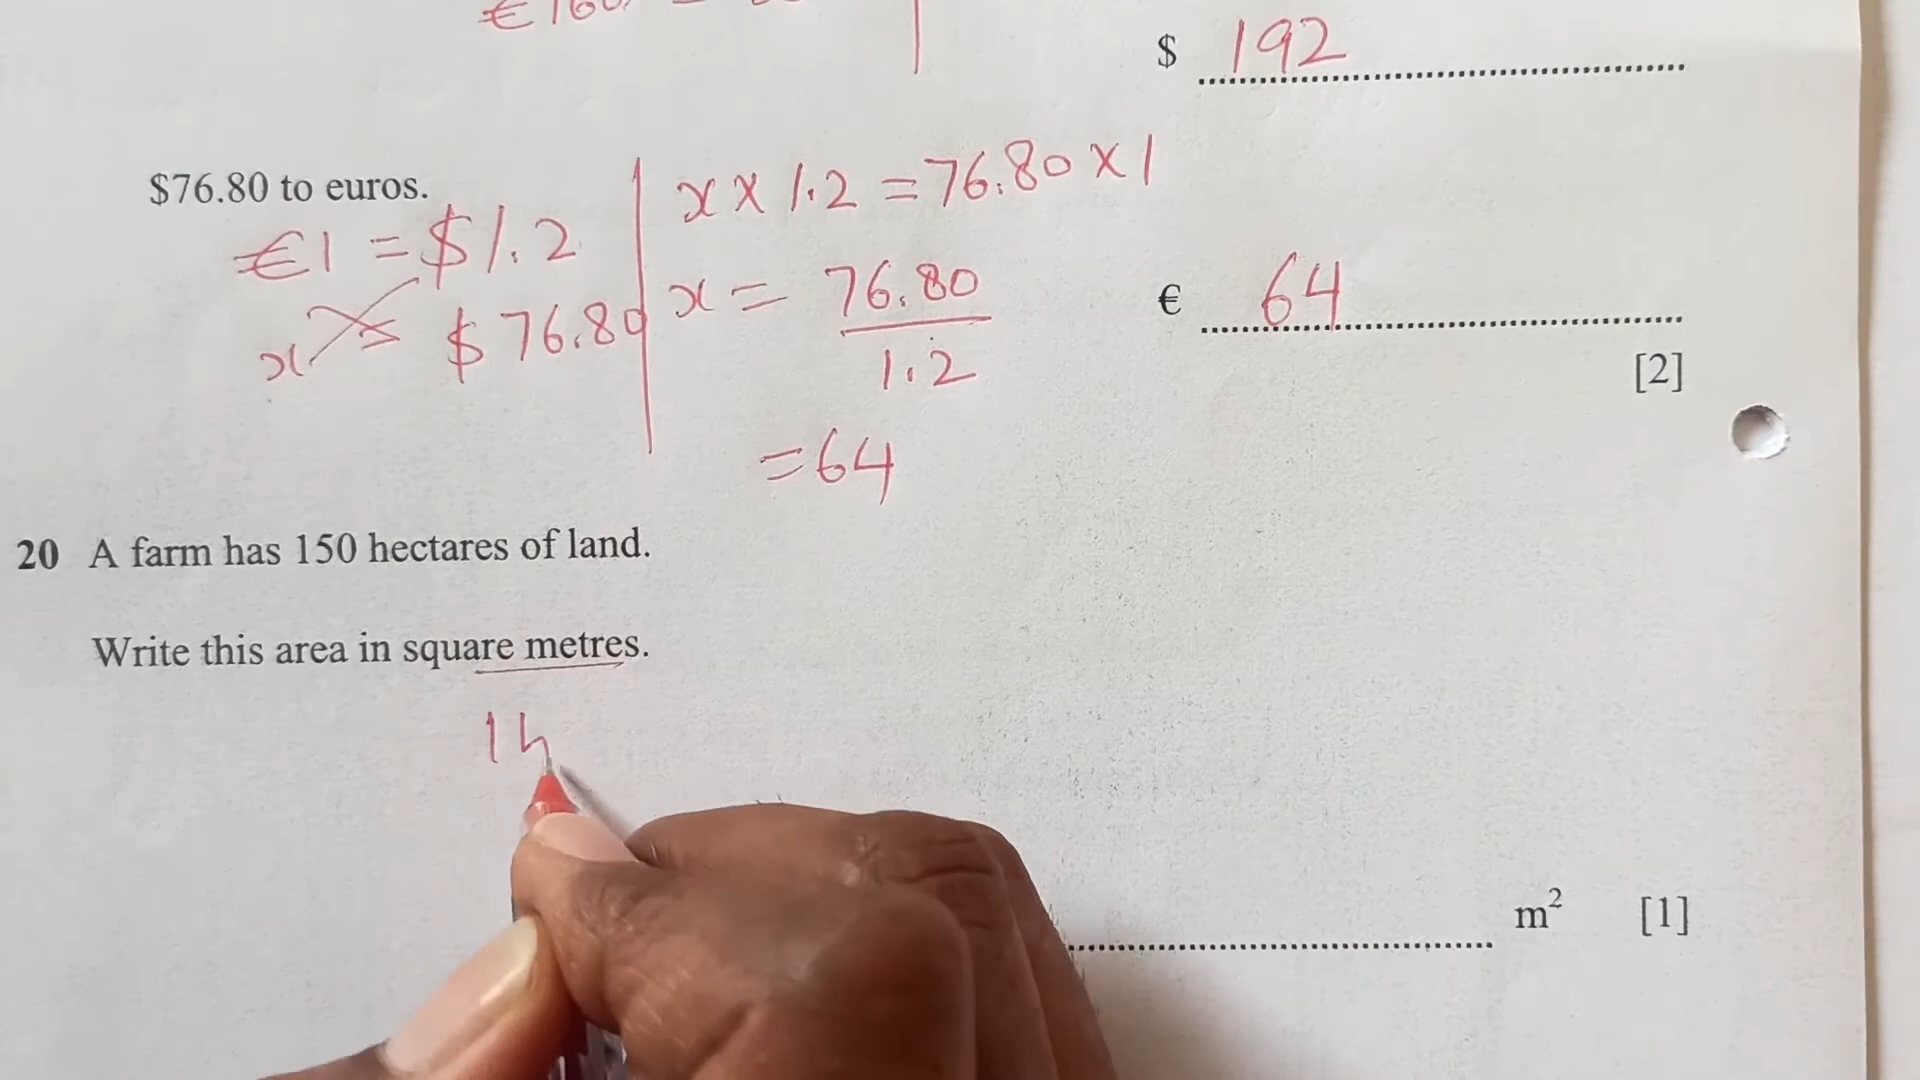 $ 192
$76.80 to euros.
€1 = $1.2
x = $76.80
x × 1.2 = 76.80 × 1
x = 76.80
1.2
= 64
€ 64
[2]
20 A farm has 150 hectares of land.
Write this area in square metres.
1 h
m² [1]